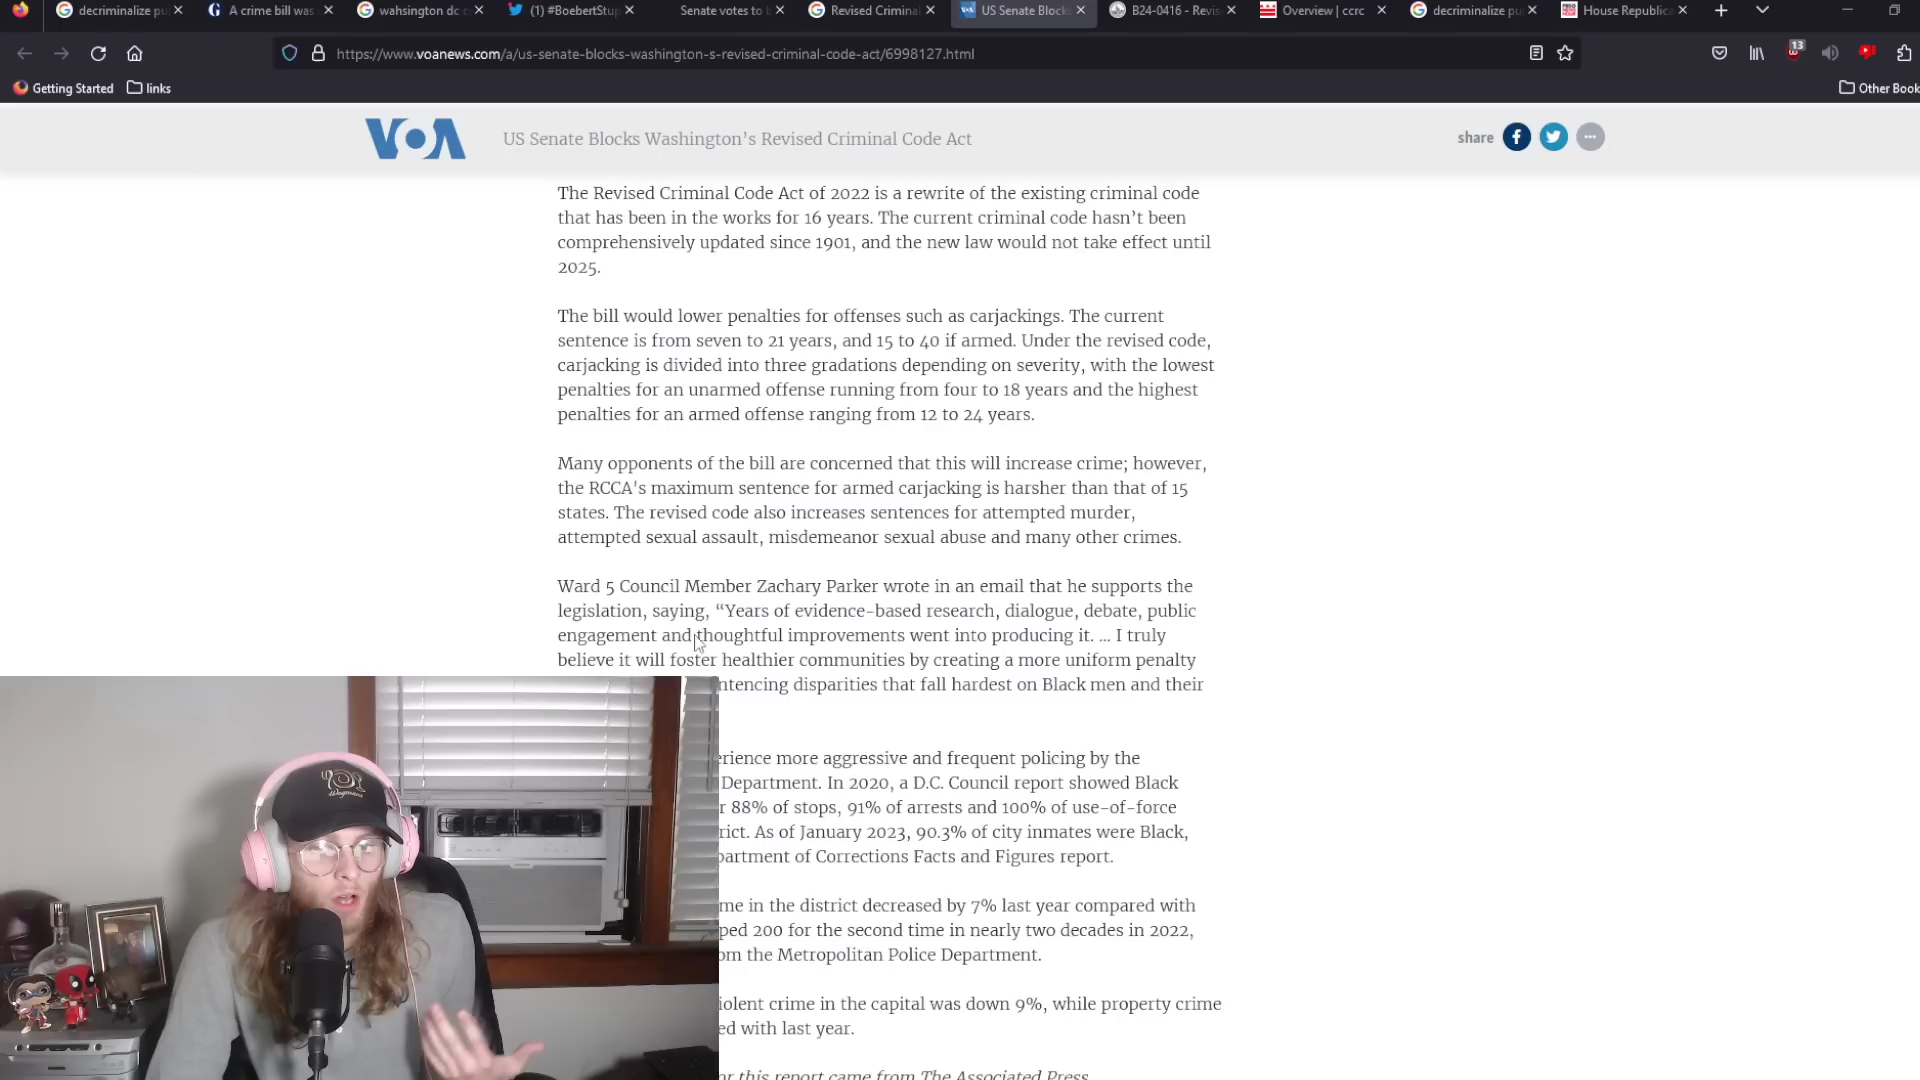 decriminalize pu
A crime bill was
wahsington dc c
(1) #BoebertStup
Senate votes to b
Revised Criminal
US Senate Blocks
B24-0416 - Revis
Overview | ccrc
decriminalize pu
House Republica
https://www.voanews.com/a/us-senate-blocks-washington-s-revised-criminal-code-act/6998127.html
13
Getting Started
links
Other Book
VOA
US Senate Blocks Washington’s Revised Criminal Code Act
share
The Revised Criminal Code Act of 2022 is a rewrite of the existing criminal code
that has been in the works for 16 years. The current criminal code hasn’t been
comprehensively updated since 1901, and the new law would not take effect until
2025.
The bill would lower penalties for offenses such as carjackings. The current
sentence is from seven to 21 years, and 15 to 40 if armed. Under the revised code,
carjacking is divided into three gradations depending on severity, with the lowest
penalties for an unarmed offense running from four to 18 years and the highest
penalties for an armed offense ranging from 12 to 24 years.
Many opponents of the bill are concerned that this will increase crime; however,
the RCCA's maximum sentence for armed carjacking is harsher than that of 15
states. The revised code also increases sentences for attempted murder,
attempted sexual assault, misdemeanor sexual abuse and many other crimes.
Ward 5 Council Member Zachary Parker wrote in an email that he supports the
legislation, saying, “Years of evidence-based research, dialogue, debate, public
engagement and thoughtful improvements went into producing it. … I truly
believe it will foster healthier communities by creating a more uniform penalty
ntencing disparities that fall hardest on Black men and their
erience more aggressive and frequent policing by the
Department. In 2020, a D.C. Council report showed Black
r 88% of stops, 91% of arrests and 100% of use-of-force
rict. As of January 2023, 90.3% of city inmates were Black,
partment of Corrections Facts and Figures report.
me in the district decreased by 7% last year compared with
ped 200 for the second time in nearly two decades in 2022,
om the Metropolitan Police Department.
iolent crime in the capital was down 9%, while property crime
ed with last year.
or this report came from The Associated Press
Wegmans